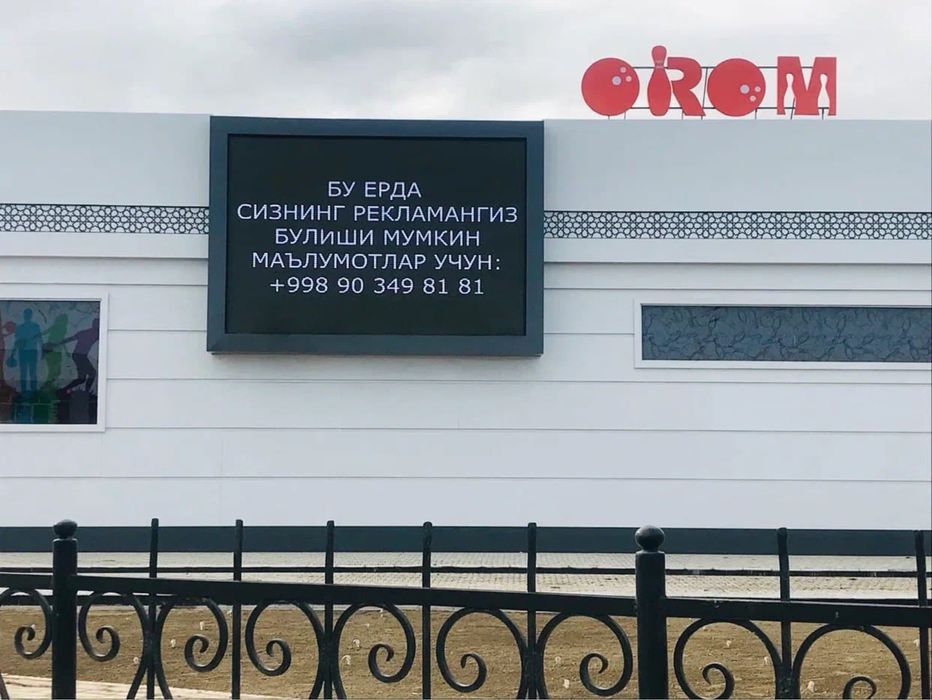 OROM
БУ ЕРДА
СИЗНИНГ РЕКЛАМАНГИЗ
БУЛИШИ МУМКИН
МАЪЛУМОТЛАР УЧУН:
+998 90 349 81 81